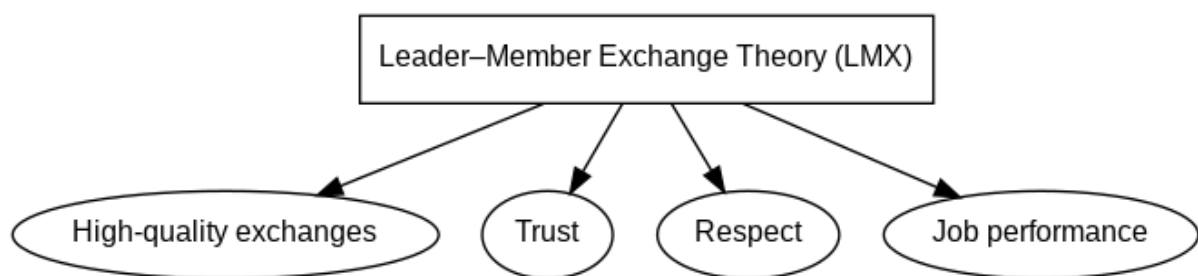 Leader–Member Exchange Theory (LMX)
High-quality exchanges
Trust
Respect
Job performance